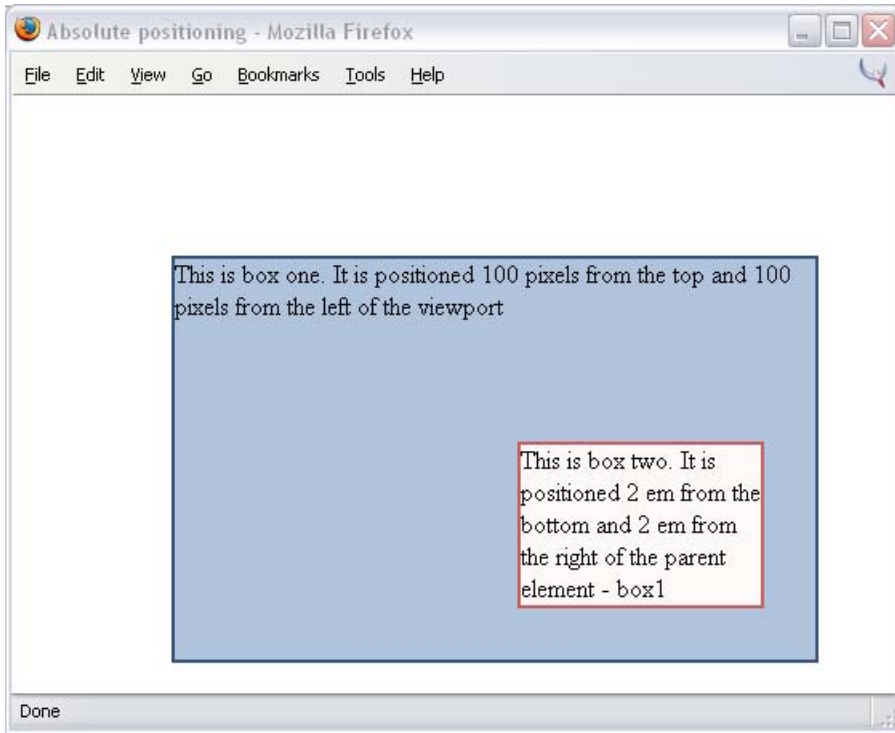 Absolute positioning - Mozilla Firefox
File Edit View Go Bookmarks Tools Help
This is box one. It is positioned 100 pixels from the top and 100
pixels from the left of the viewport
This is box two. It is
positioned 2 em from the
bottom and 2 em from
the right of the parent
element - box1
Done